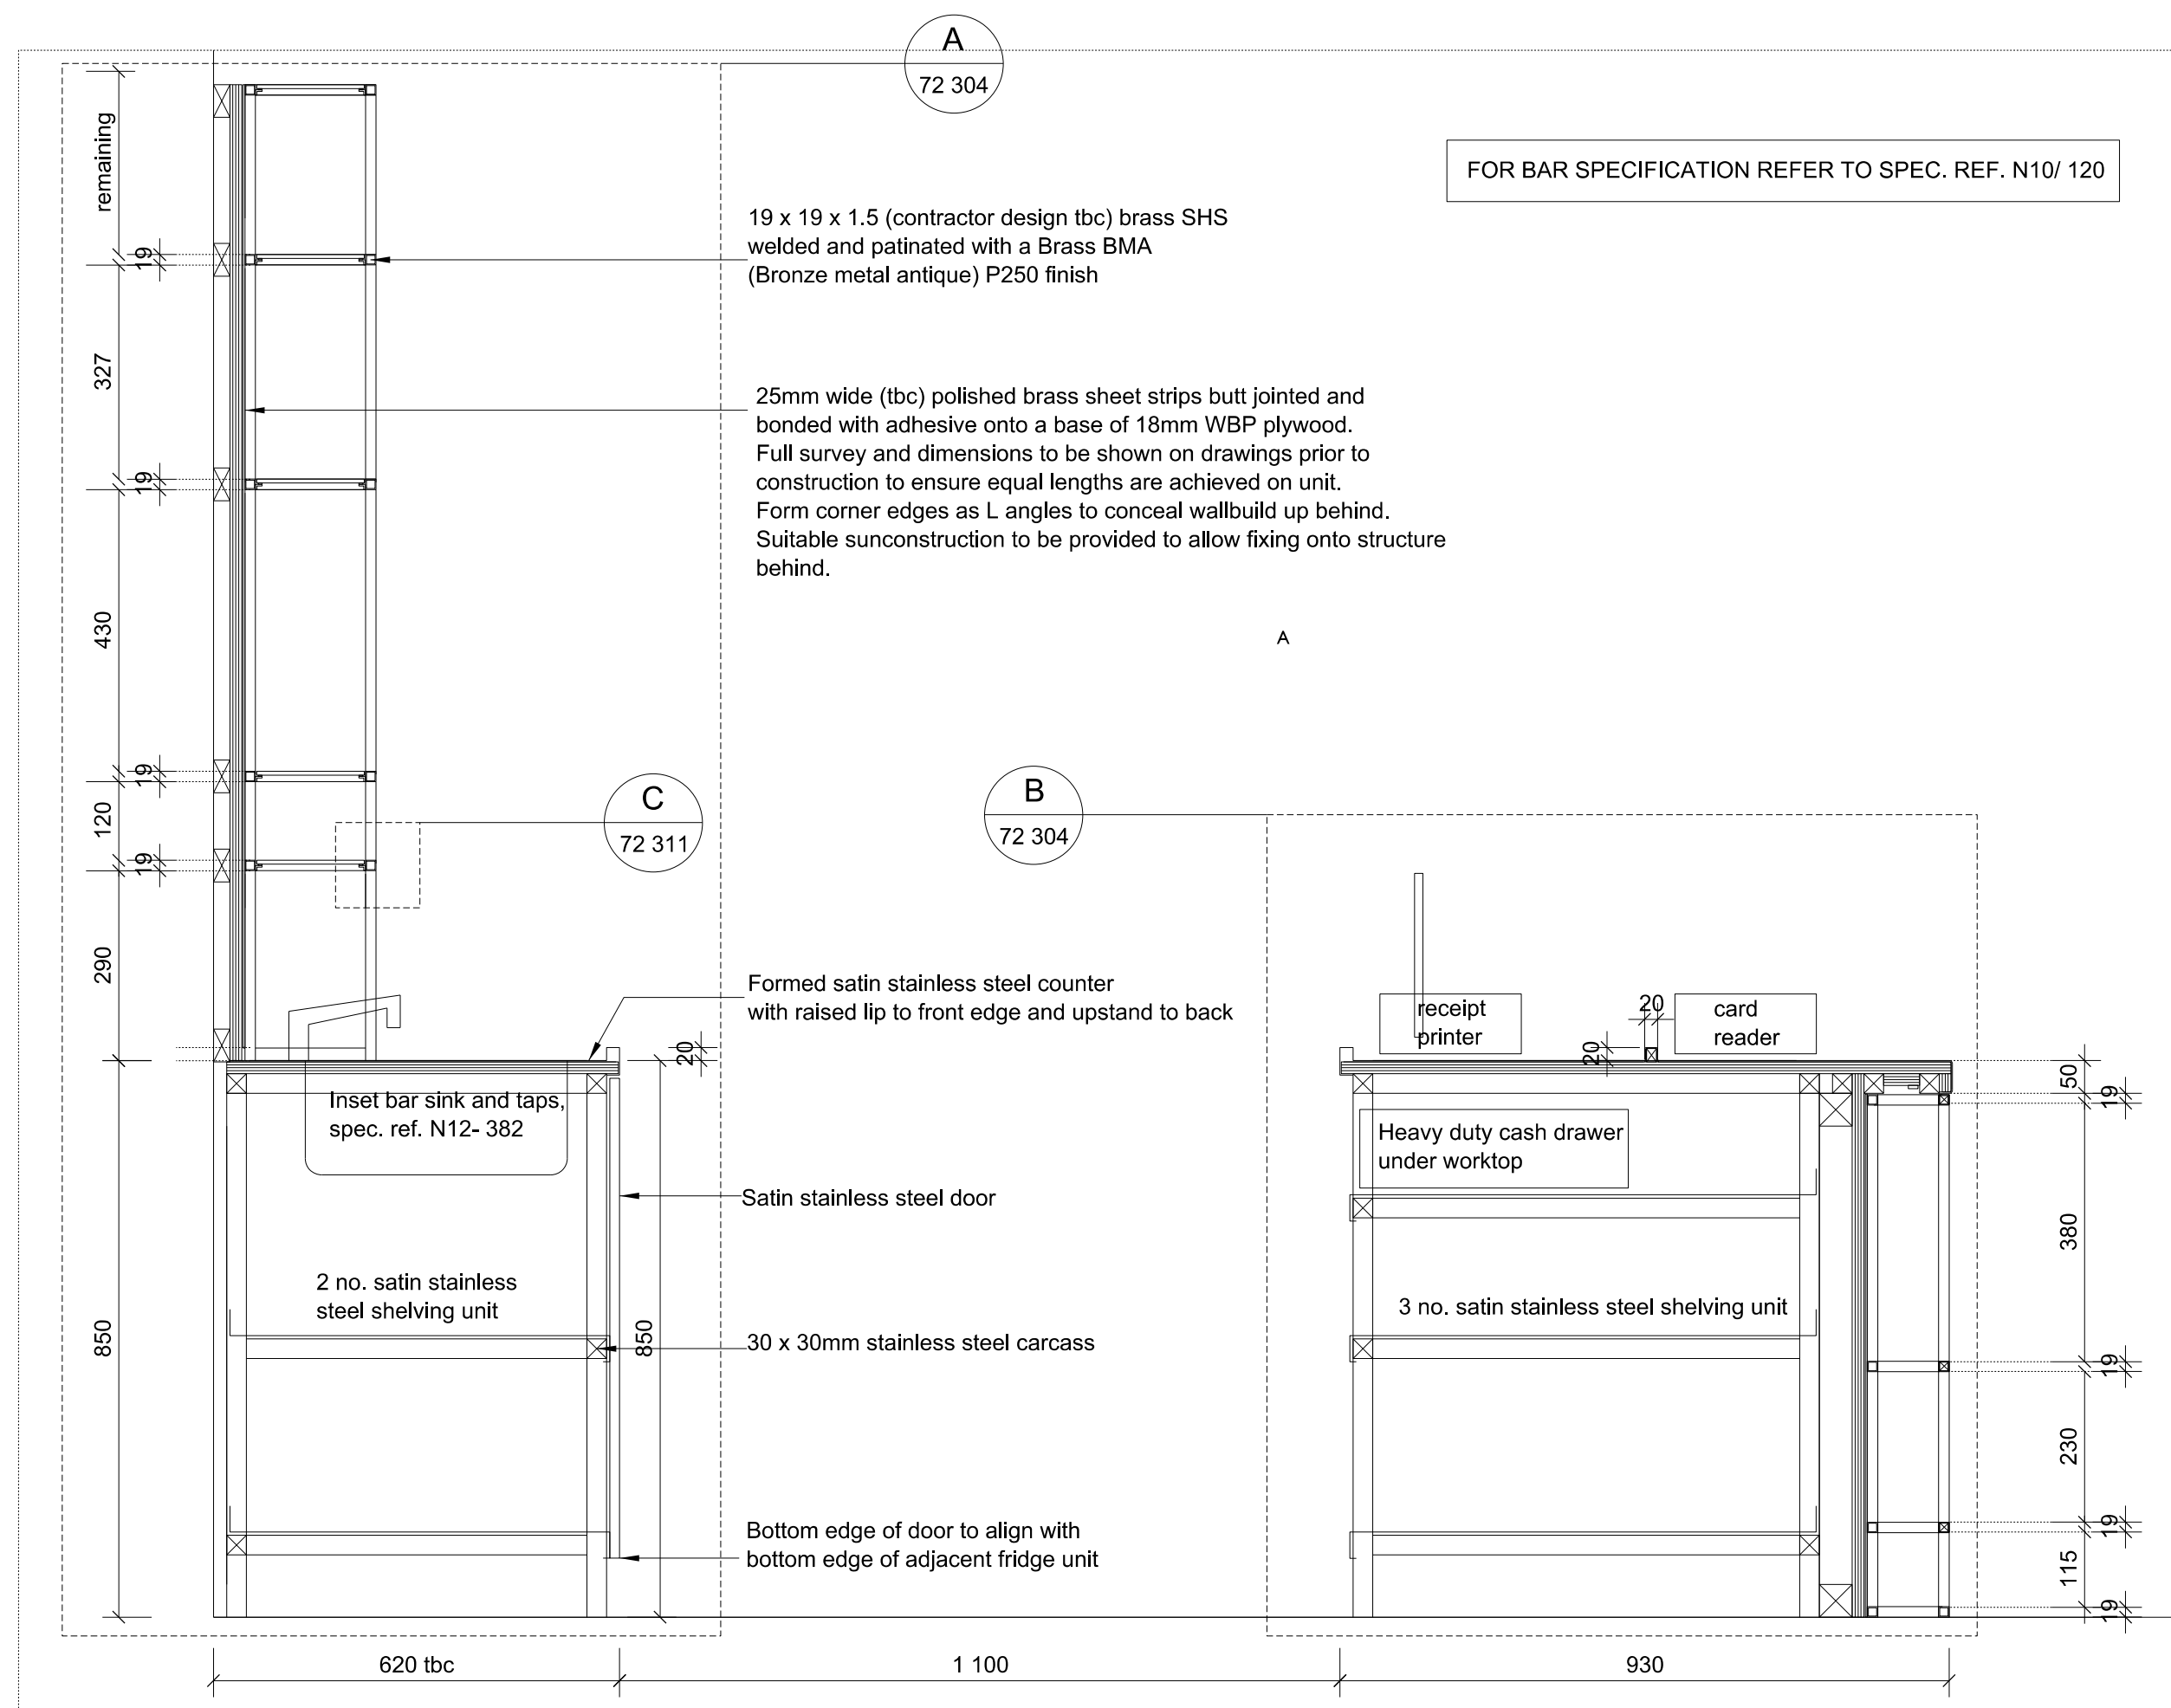 A
72 304
FOR BAR SPECIFICATION REFER TO SPEC. REF. N10/ 120
remaining
19
327
19
430
19
120
19
290
850
19 x 19 x 1.5 (contractor design tbc) brass SHS
welded and patinated with a Brass BMA
(Bronze metal antique) P250 finish
25mm wide (tbc) polished brass sheet strips butt jointed and
bonded with adhesive onto a base of 18mm WBP plywood.
Full survey and dimensions to be shown on drawings prior to
construction to ensure equal lengths are achieved on unit.
Form corner edges as L angles to conceal wallbuild up behind.
Suitable sunconstruction to be provided to allow fixing onto structure
behind.
A
C
72 311
B
72 304
Formed satin stainless steel counter
with raised lip to front edge and upstand to back
20
Inset bar sink and taps,
spec. ref. N12- 382
Satin stainless steel door
2 no. satin stainless
steel shelving unit
850
30 x 30mm stainless steel carcass
Bottom edge of door to align with
bottom edge of adjacent fridge unit
receipt
printer
20
20
card
reader
Heavy duty cash drawer
under worktop
3 no. satin stainless steel shelving unit
50
19
380
19
230
19
115
19
620 tbc
1 100
930